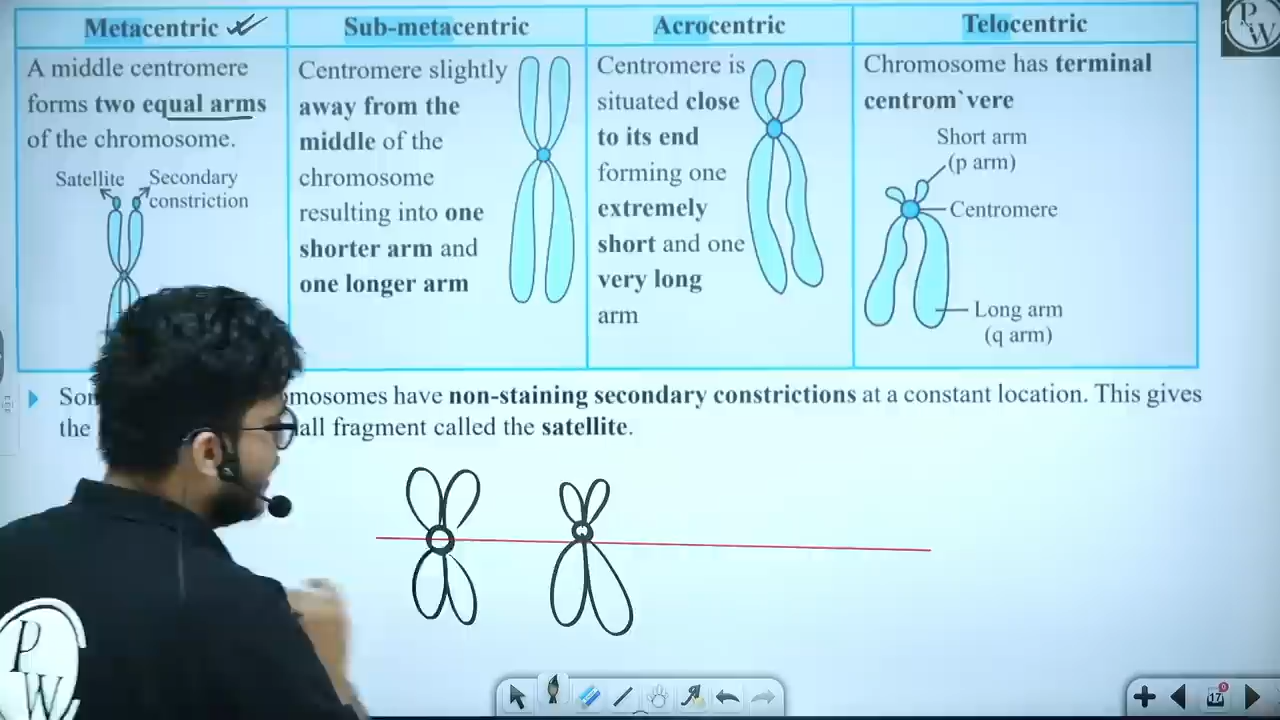 Metacentric
Sub-metacentric
Acrocentric
Telocentric
A middle centromere
forms two equal arms
of the chromosome.
Satellite
Secondary
constriction
Centromere slightly
away from the
middle of the
chromosome
resulting into one
shorter arm and
one longer arm
Centromere is
situated close
to its end
forming one
extremely
short and one
very long
arm
Chromosome has terminal
centrom`vere
Short arm
(p arm)
Centromere
Long arm
(q arm)
mosomes have non-staining secondary constrictions at a constant location. This gives
the all fragment called the satellite.
P
W
P
W
17